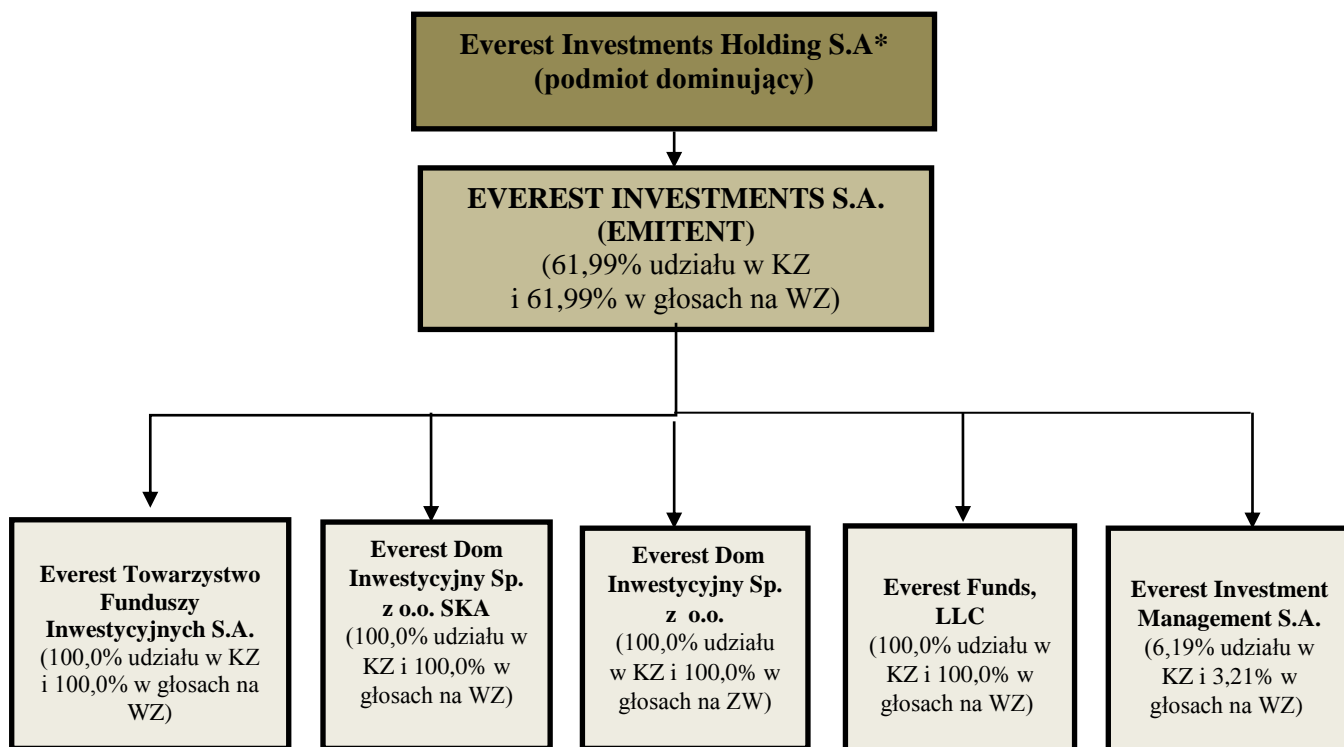 Everest Investments Holding S.A*
(podmiot dominujący)
EVEREST INVESTMENTS S.A.
(EMITENT)
(61,99% udziału w KZ
i 61,99% w głosach na WZ)
Everest Towarzystwo
Funduszy
Inwestycyjnych S.A.
(100,0% udziału w KZ
i 100,0% w głosach na
WZ)
Everest Dom
Inwestycyjny Sp.
z o.o. SKA
(100,0% udziału w
KZ i 100,0% w
głosach na WZ)
Everest Dom
Inwestycyjny Sp.
z o.o.
(100,0% udziału
w KZ i 100,0% w
głosach na ZW)
Everest Funds,
LLC
(100,0% udziału w
KZ i 100,0% w
głosach na WZ)
Everest Investment
Management S.A.
(6,19% udziału w
KZ i 3,21% w
głosach na WZ)